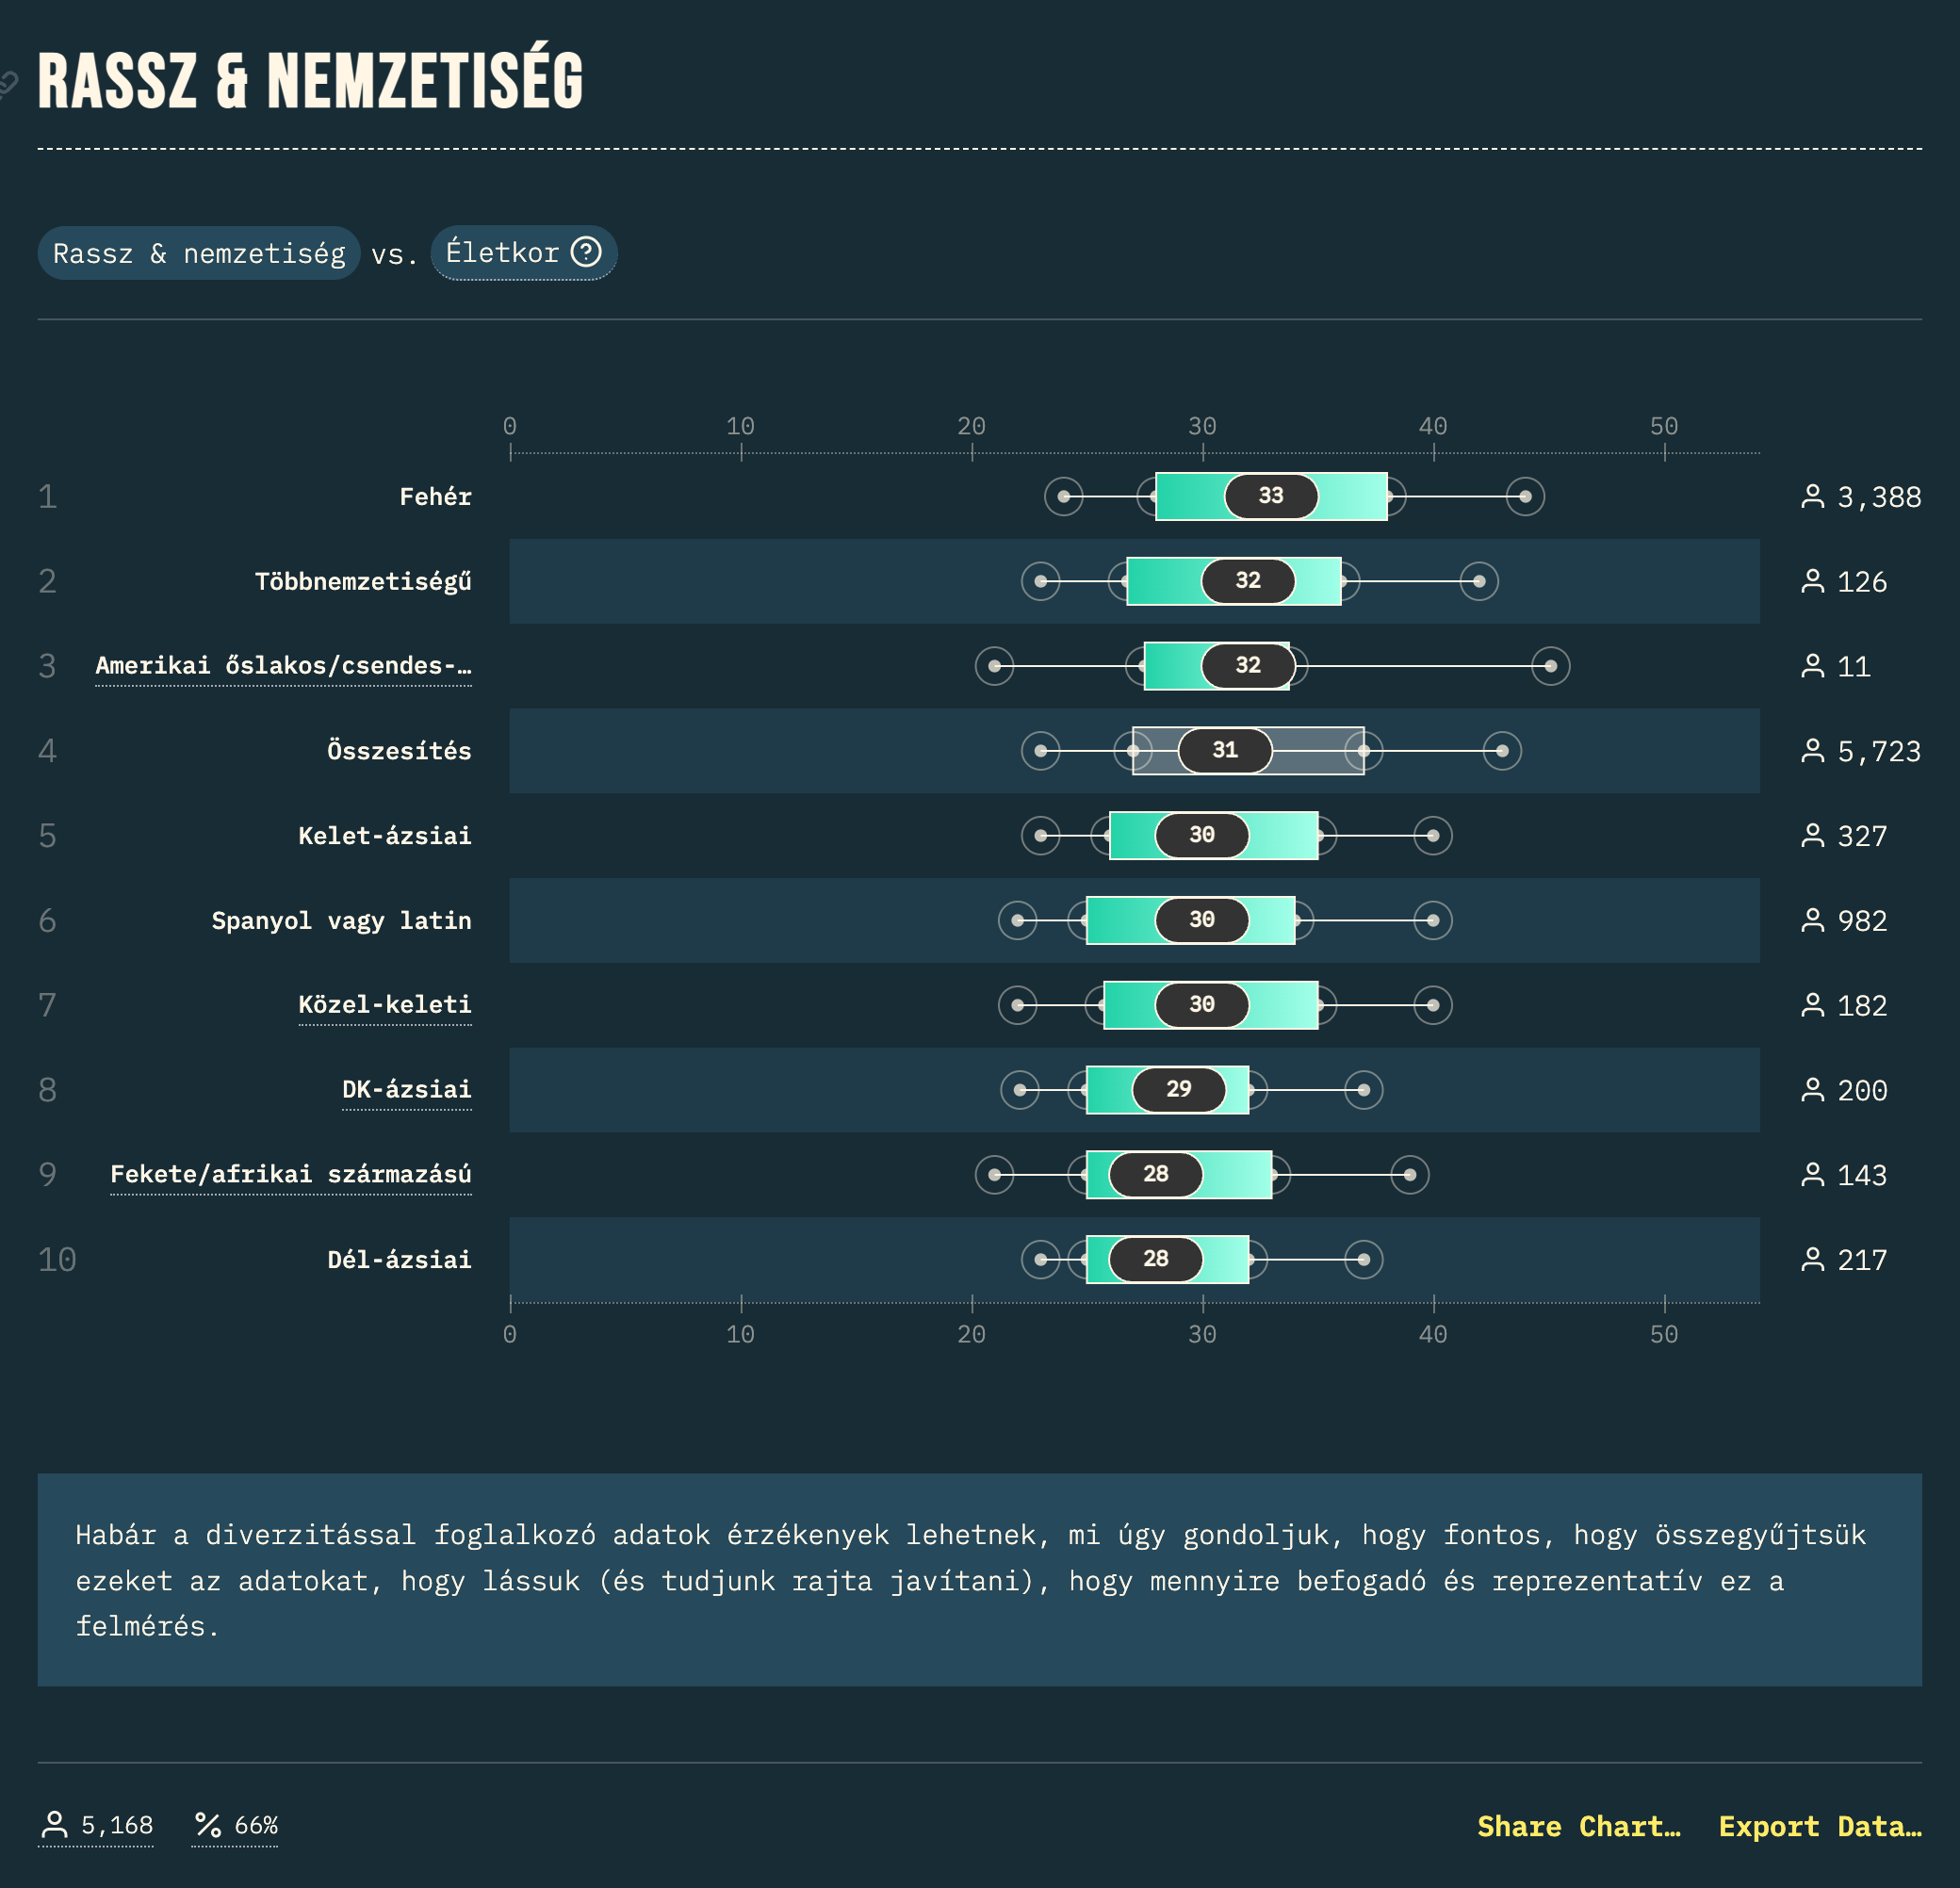 RASSZ & NEMZETISÉG
Rassz & nemzetiség vs. Életkor ?
0 10 20 30 40 50
1 Fehér 33 3,388
2 Többnemzetiségű 32 126
3 Amerikai őslakos/csendes-… 32 11
4 Összesítés 31 5,723
5 Kelet-ázsiai 30 327
6 Spanyol vagy latin 30 982
7 Közel-keleti 30 182
8 DK-ázsiai 29 200
9 Fekete/afrikai származású 28 143
10 Dél-ázsiai 28 217
0 10 20 30 40 50
Habár a diverzitással foglalkozó adatok érzékenyek lehetnek, mi úgy gondoljuk, hogy fontos, hogy összegyűjtsük
ezeket az adatokat, hogy lássuk (és tudjunk rajta javítani), hogy mennyire befogadó és reprezentatív ez a
felmérés.
5,168 % 66% Share Chart… Export Data…